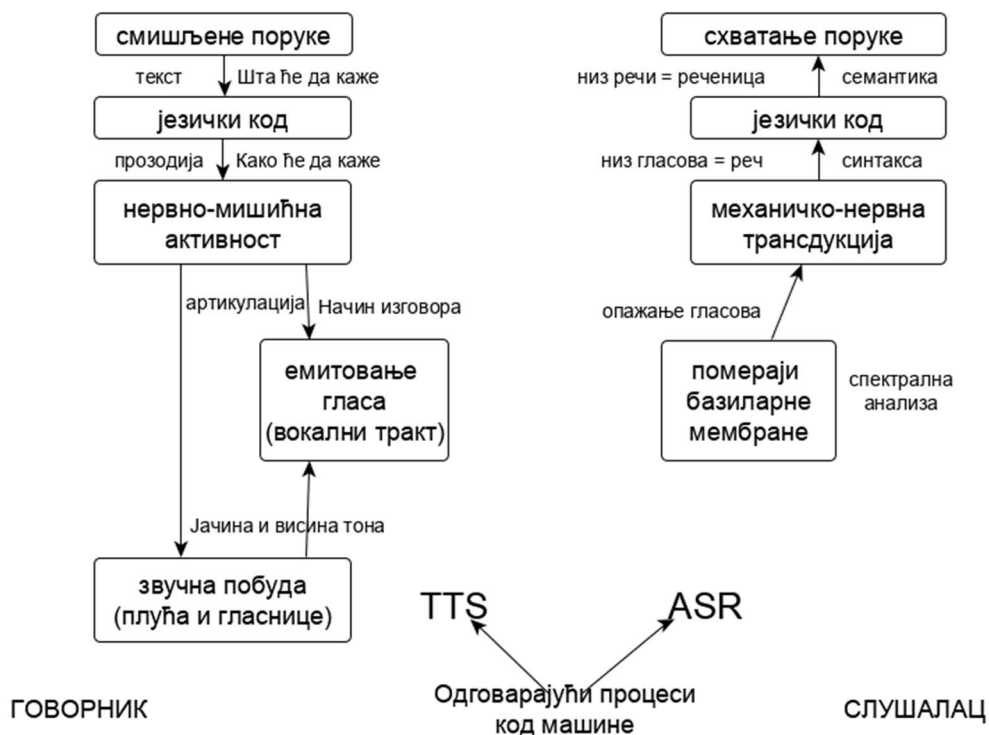 смишљене поруке
текст
Шта ће да каже
језички код
прозодија
Како ће да каже
нервно-мишићна
активност
артикулација
Начин изговора
емитовање
гласа
(вокални тракт)
Јачина и висина тона
звучна побуда
(плућа и гласнице)
ГОВОРНИК
схватање поруке
низ речи = реченица
семантика
језички код
низ гласова = реч
синтакса
механичко-нервна
трансдукција
опажање гласова
помераји
базиларне
мембране
спектрална
анализа
TTS
ASR
Одговарајући процеси
код машине
СЛУШАЛАЦ